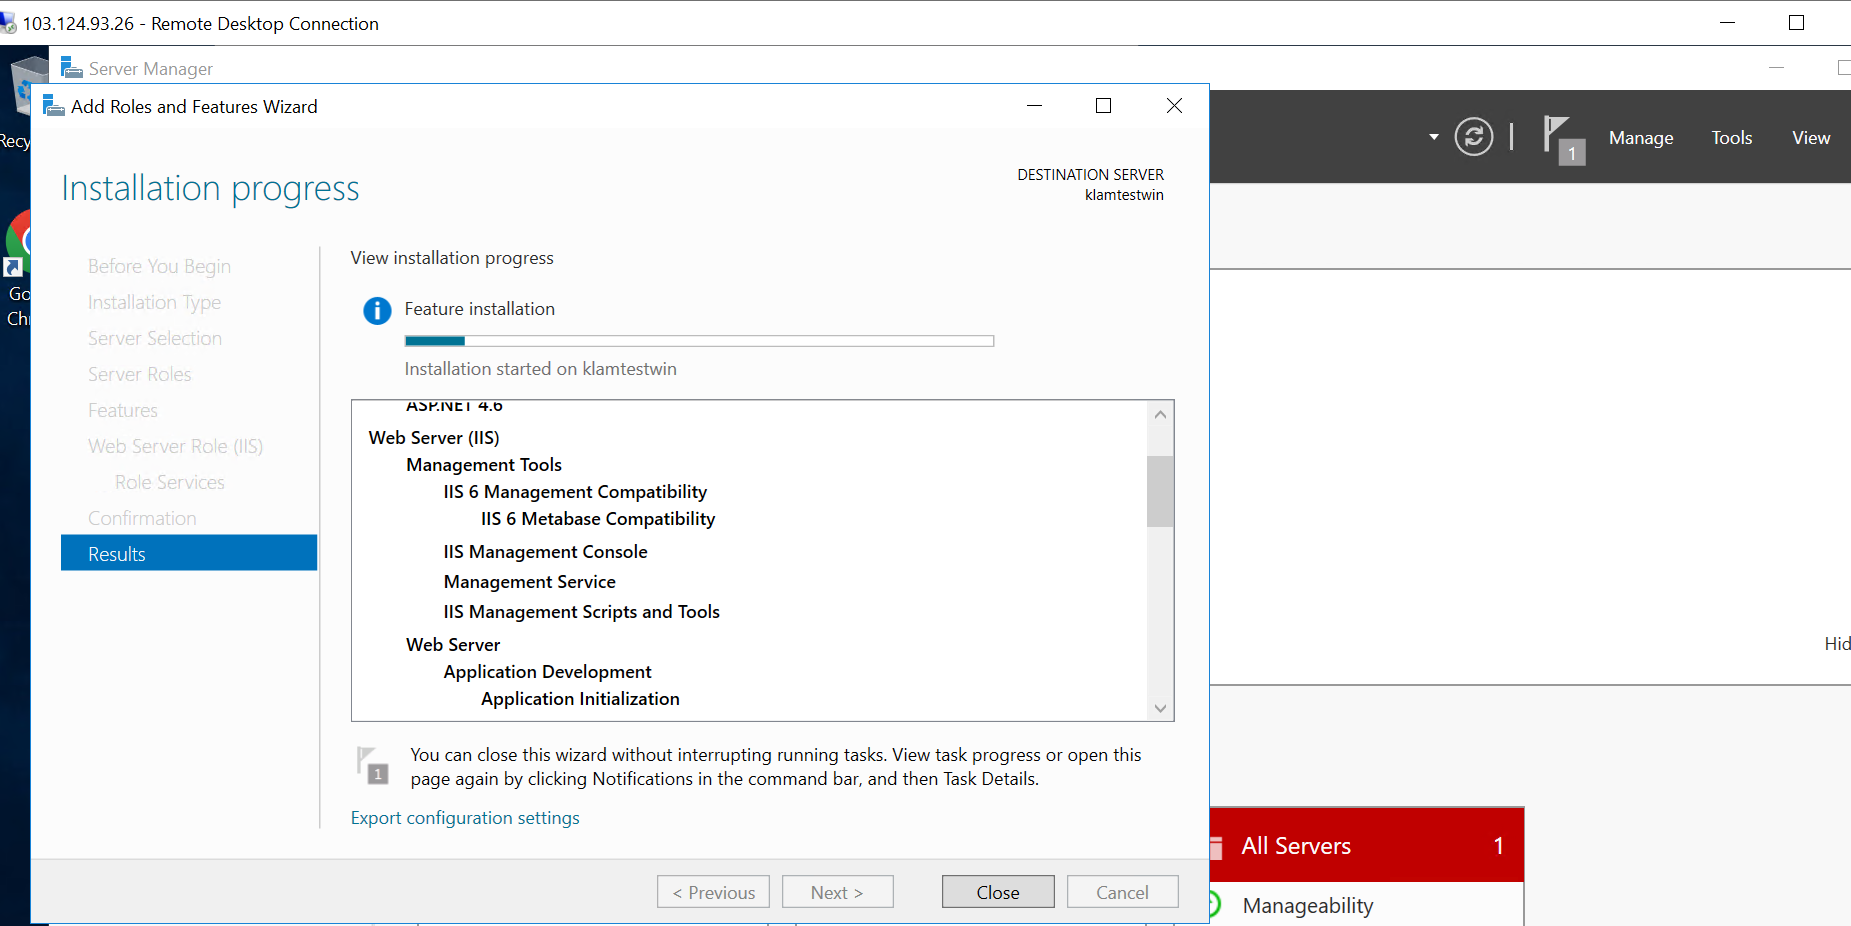 103.124.93.26 - Remote Desktop Connection
Server Manager
Add Roles and Features Wizard
Recy
1
Manage
Tools
View
Installation progress
DESTINATION SERVER
klamtestwin
Go
Chr
Before You Begin
Installation Type
Server Selection
Server Roles
Features
Web Server Role (IIS)
Role Services
Confirmation
Results
View installation progress
Feature installation
Installation started on klamtestwin
ASP.NET 4.6
Web Server (IIS)
Management Tools
IIS 6 Management Compatibility
IIS 6 Metabase Compatibility
IIS Management Console
Management Service
IIS Management Scripts and Tools
Web Server
Application Development
Application Initialization
1
You can close this wizard without interrupting running tasks. View task progress or open this
page again by clicking Notifications in the command bar, and then Task Details.
Export configuration settings
< Previous
Next >
Close
Cancel
Hid
All Servers
1
Manageability